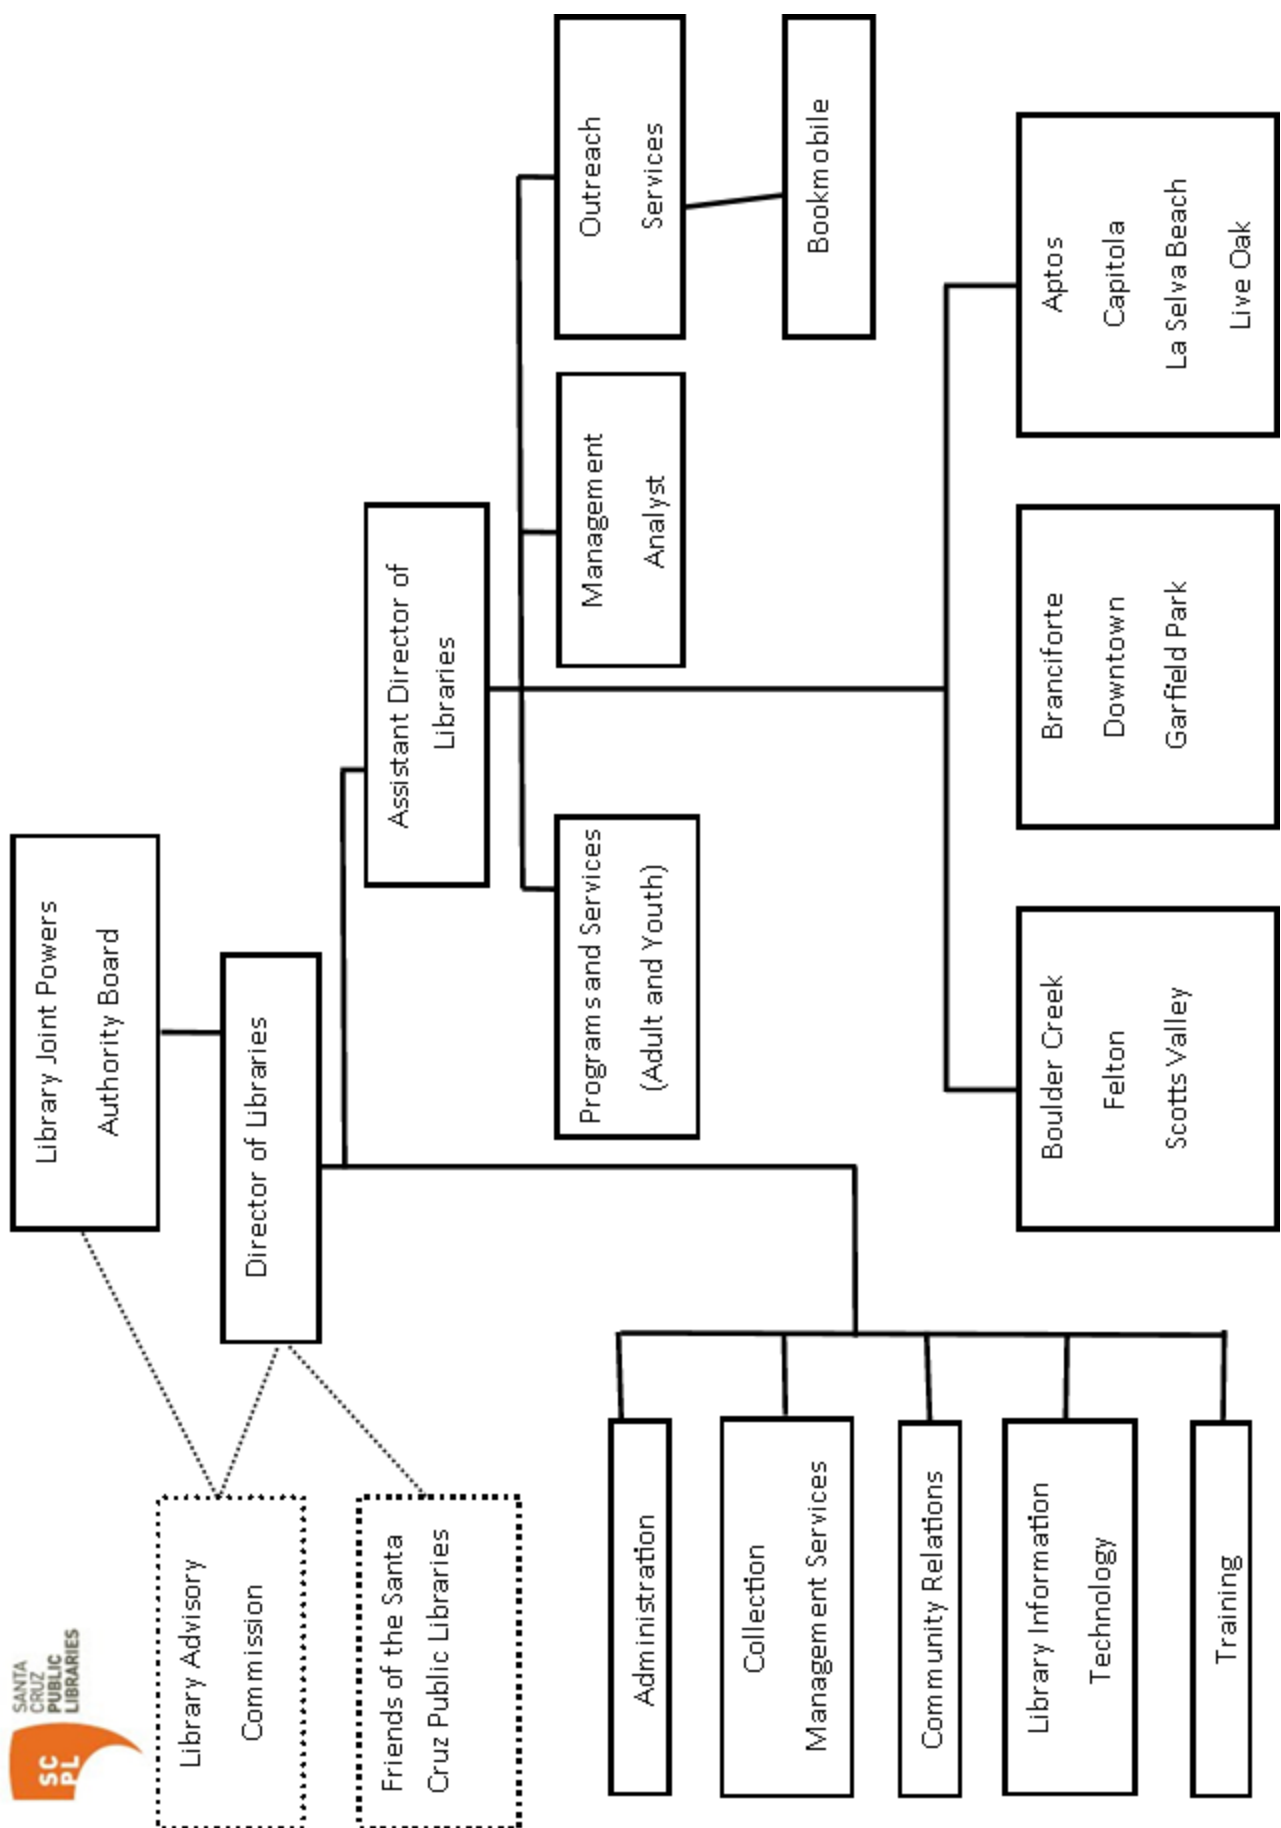 SC
PL
SANTA
CRUZ
PUBLIC
LIBRARIES
Library Joint Powers
Authority Board
Library Advisory
Commission
Director of Libraries
Friends of the Santa
Cruz Public Libraries
Assistant Director of
Libraries
Programs and Services
(Adult and Youth)
Management
Analyst
Outreach
Services
Bookmobile
Administration
Collection
Management Services
Community Relations
Library Information
Technology
Training
Boulder Creek
Felton
Scotts Valley
Branciforte
Downtown
Garfield Park
Aptos
Capitola
La Selva Beach
Live Oak